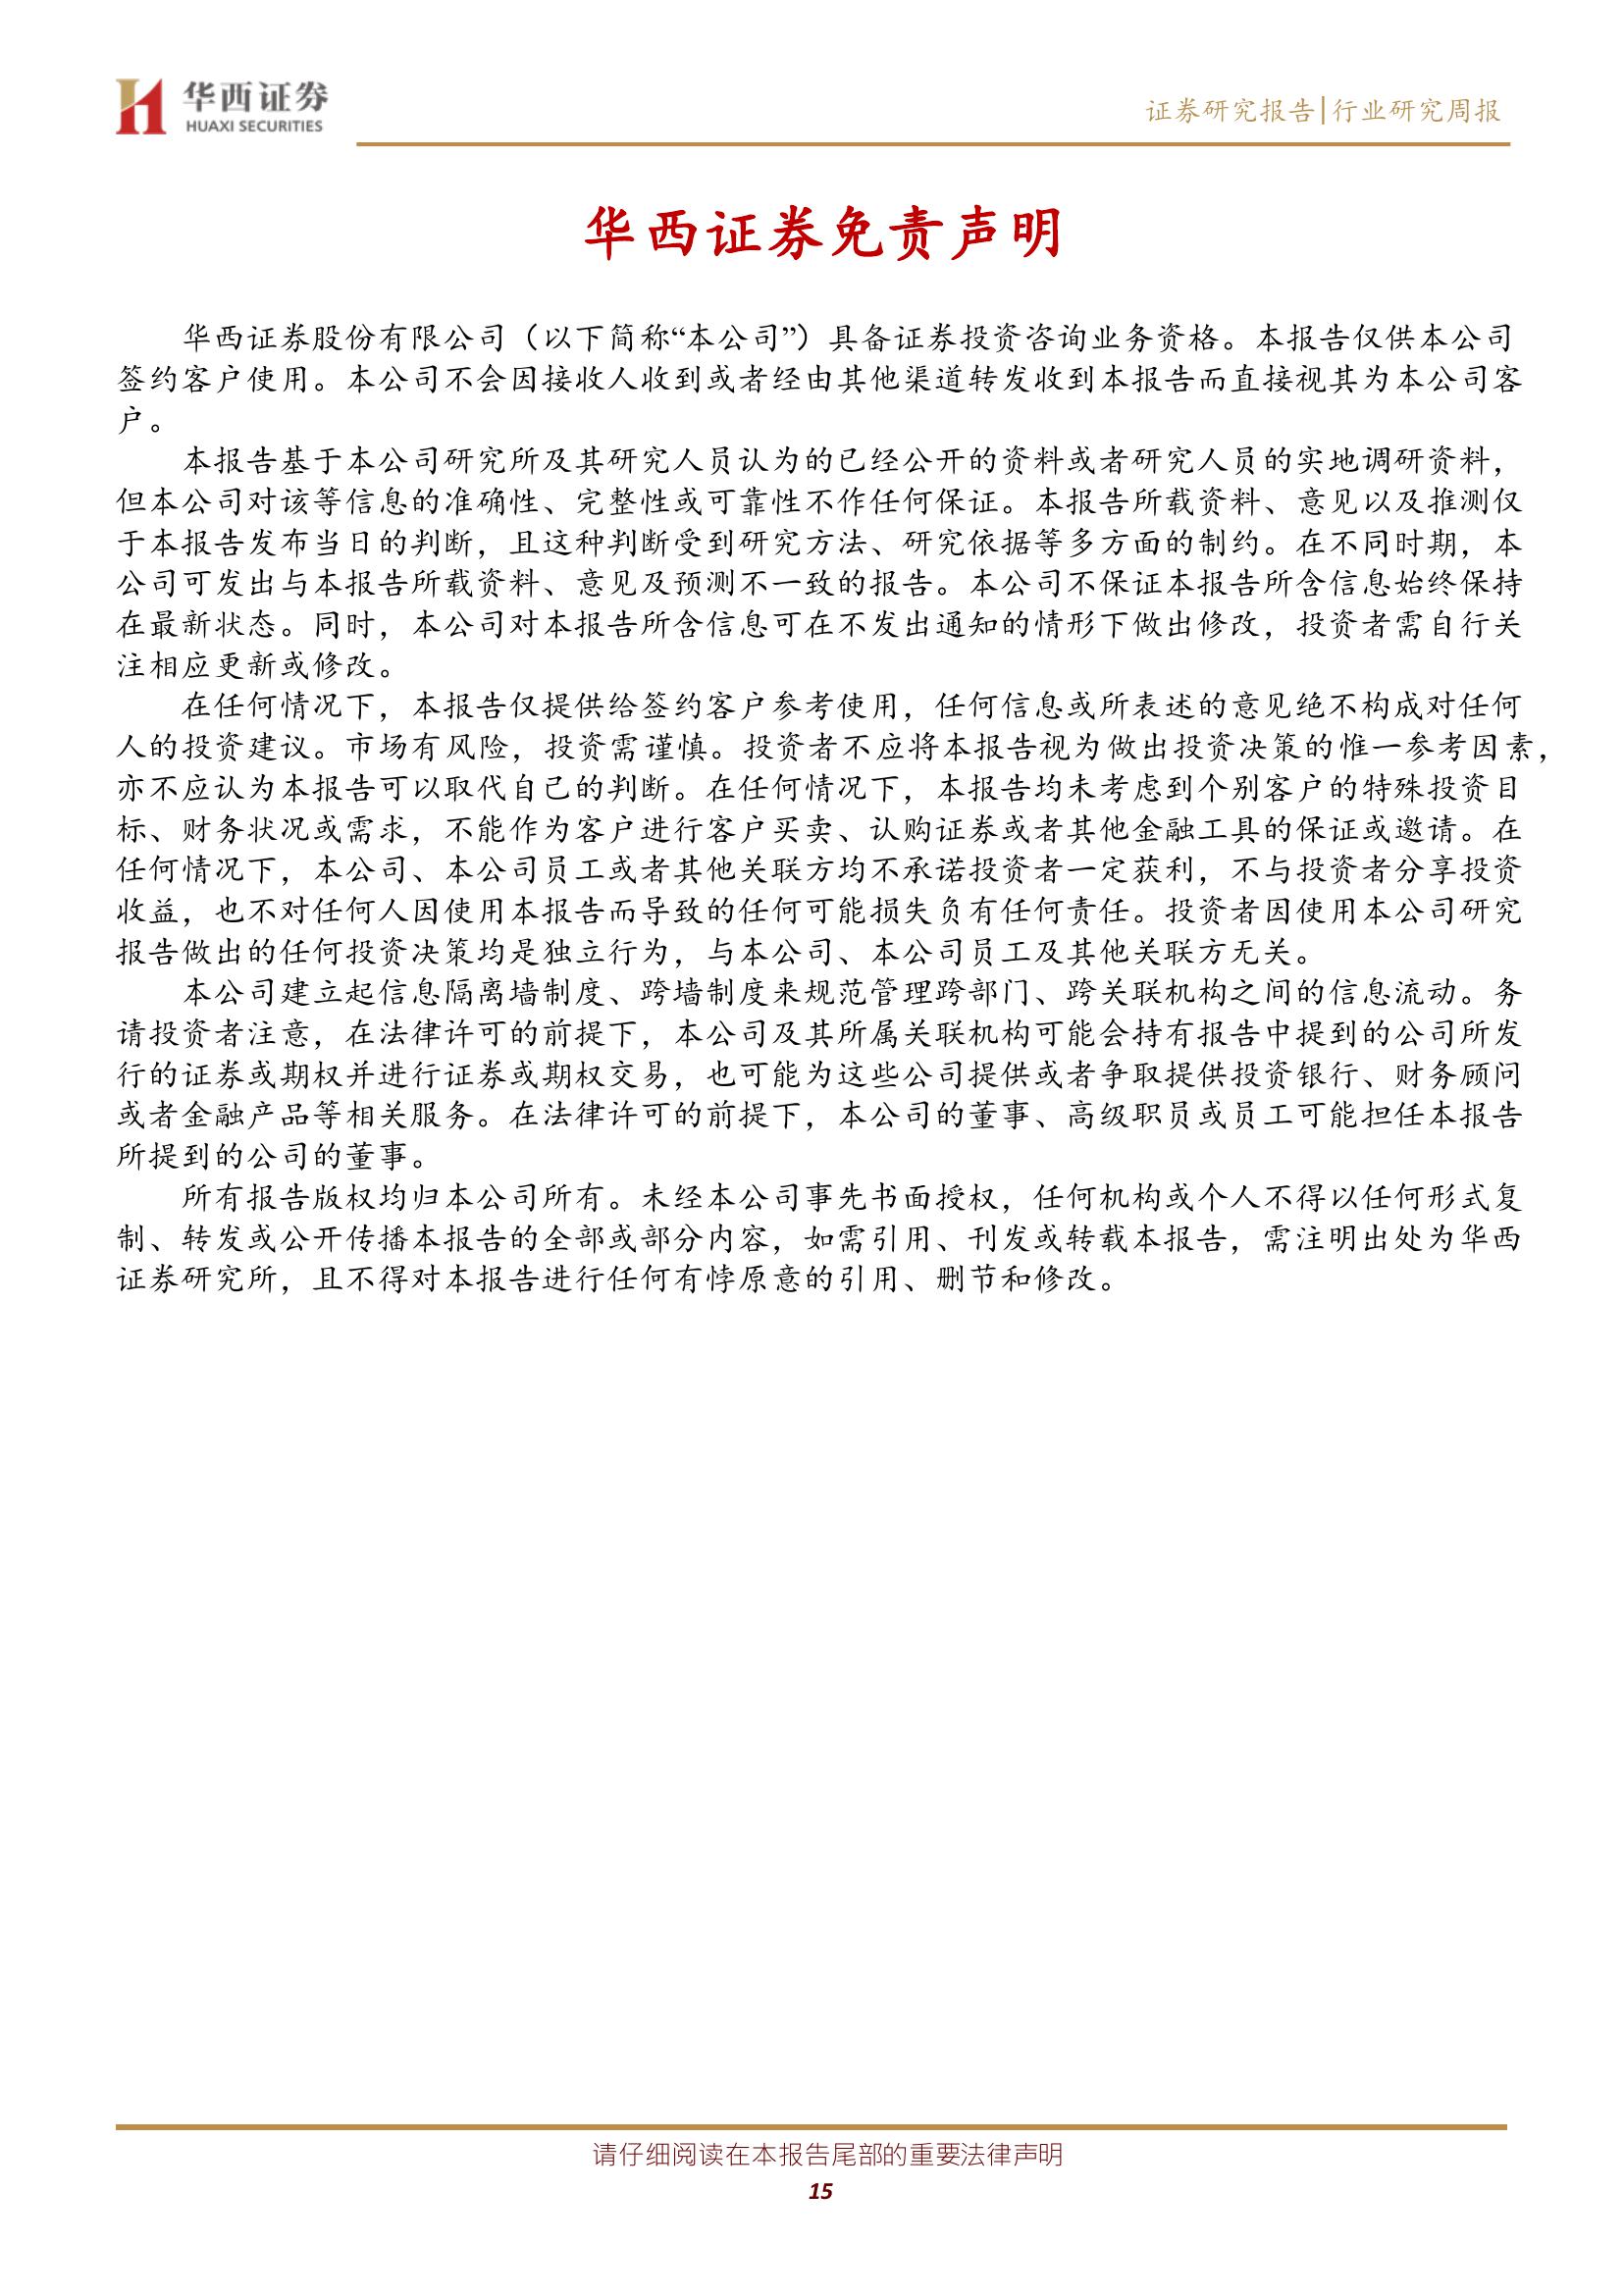 华西证券
HUAXI SECURITIES
证券研究报告|行业研究周报
华西证券免责声明
华西证券股份有限公司（以下简称“本公司”）具备证券投资咨询业务资格。本报告仅供本公司
签约客户使用。本公司不会因接收人收到或者经由其他渠道转发收到本报告而直接视其为本公司客
户。
本报告基于本公司研究所及其研究人员认为的已经公开的资料或者研究人员的实地调研资料，
但本公司对该等信息的准确性、完整性或可靠性不作任何保证。本报告所载资料、意见以及推测仅
于本报告发布当日的判断，且这种判断受到研究方法、研究依据等多方面的制约。在不同时期，本
公司可发出与本报告所载资料、意见及预测不一致的报告。本公司不保证本报告所含信息始终保持
在最新状态。同时，本公司对本报告所含信息可在不发出通知的情形下做出修改，投资者需自行关
注相应更新或修改。
在任何情况下，本报告仅提供给签约客户参考使用，任何信息或所表述的意见绝不构成对任何
人的投资建议。市场有风险，投资需谨慎。投资者不应将本报告视为做出投资决策的惟一参考因素，
亦不应认为本报告可以取代自己的判断。在任何情况下，本报告均未考虑到个别客户的特殊投资目
标、财务状况或需求，不能作为客户进行客户买卖、认购证券或者其他金融工具的保证或邀请。在
任何情况下，本公司、本公司员工或者其他关联方均不承诺投资者一定获利，不与投资者分享投资
收益，也不对任何人因使用本报告而导致的任何可能损失负有任何责任。投资者因使用本公司研究
报告做出的任何投资决策均是独立行为，与本公司、本公司员工及其他关联方无关。
本公司建立起信息隔离墙制度、跨墙制度来规范管理跨部门、跨关联机构之间的信息流动。务
请投资者注意，在法律许可的前提下，本公司及其所属关联机构可能会持有报告中提到的公司所发
行的证券或期权并进行证券或期权交易，也可能为这些公司提供或者争取提供投资银行、财务顾问
或者金融产品等相关服务。在法律许可的前提下，本公司的董事、高级职员或员工可能担任本报告
所提到的公司的董事。
所有报告版权均归本公司所有。未经本公司事先书面授权，任何机构或个人不得以任何形式复
制、转发或公开传播本报告的全部或部分内容，如需引用、刊发或转载本报告，需注明出处为华西
证券研究所，且不得对本报告进行任何有悖原意的引用、删节和修改。
请仔细阅读在本报告尾部的重要法律声明
15